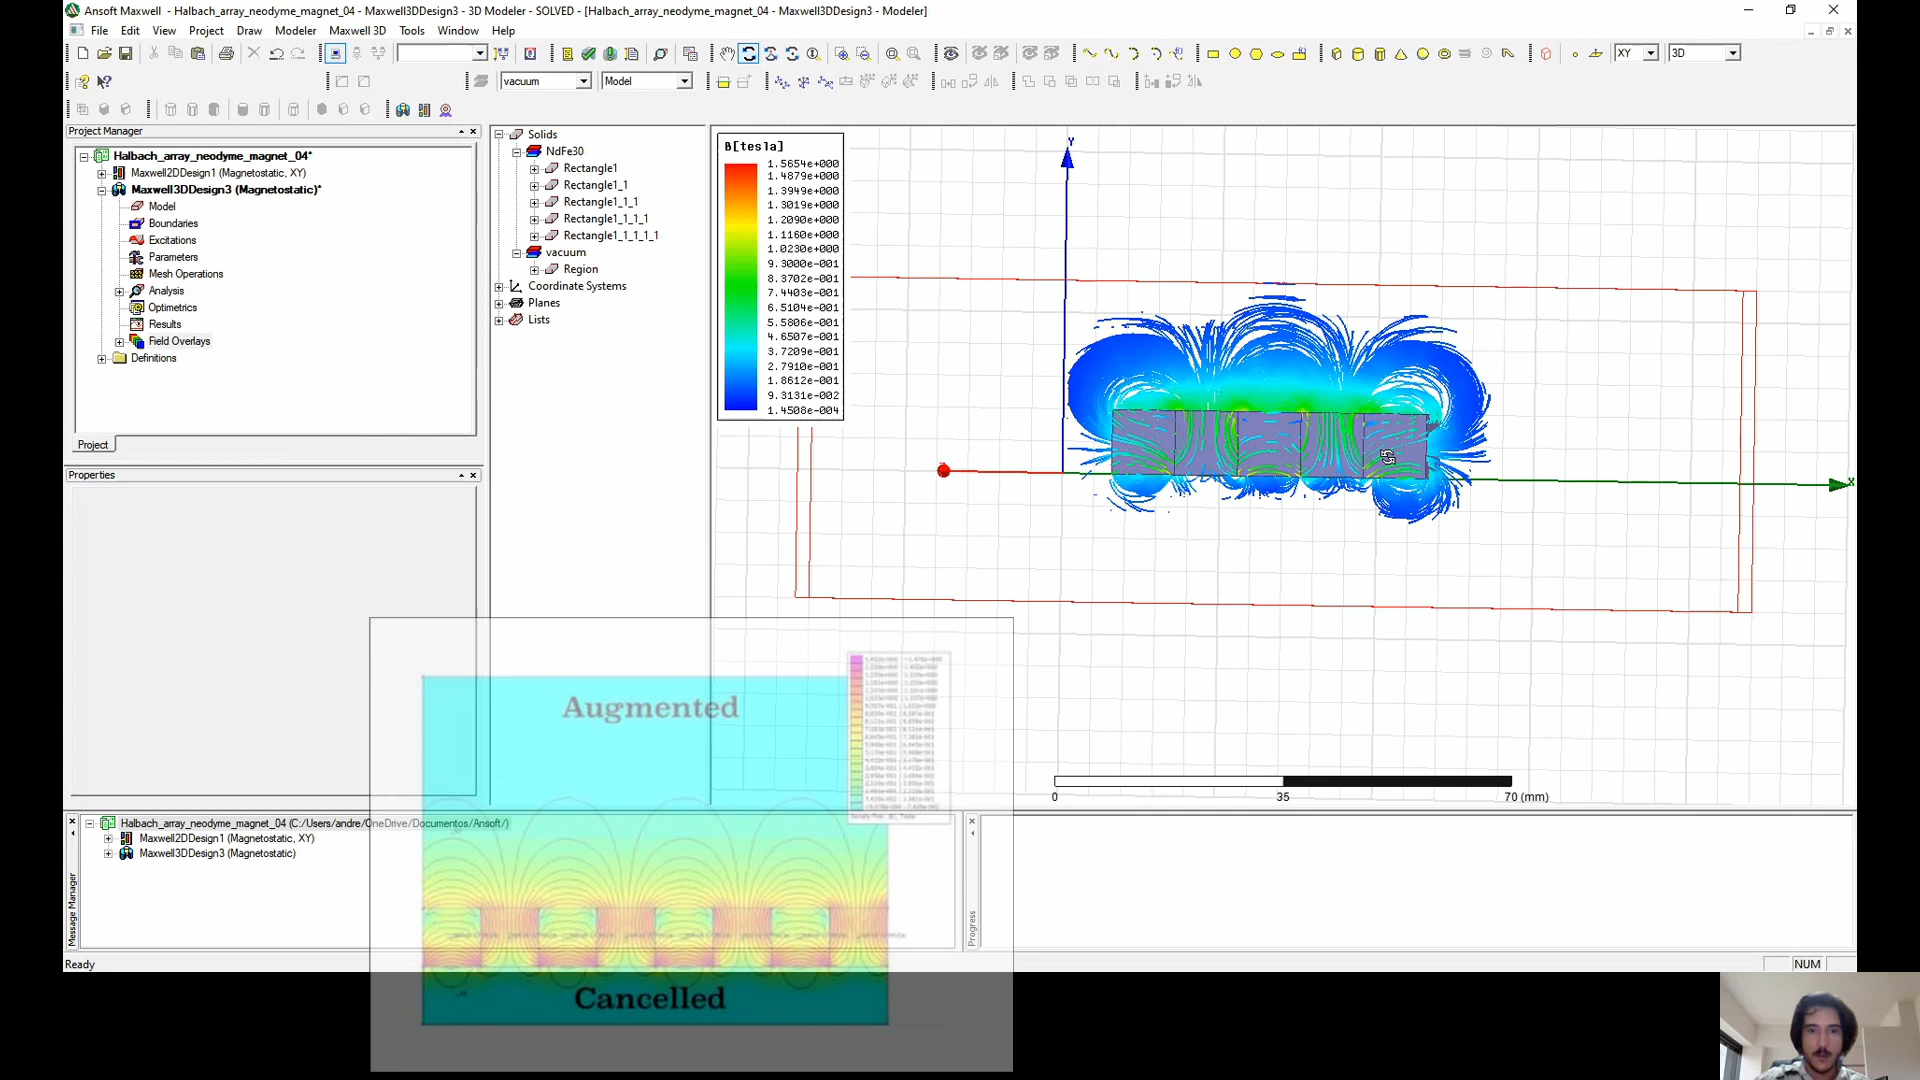 Ansoft Maxwell - Halbach_array_neodyme_magnet_04 - Maxwell3DDesign3 - 3D Modeler - SOLVED - [Halbach_array_neodyme_magnet_04 - Maxwell3DDesign3 - Modeler]
File Edit View Project Draw Modeler Maxwell 3D Tools Window Help
XY 3D
vacuum Model
Project Manager
Halbach_array_neodyme_magnet_04*
Maxwell2DDesign1 (Magnetostatic, XY)
Maxwell3DDesign3 (Magnetostatic)*
Model
Boundaries
Excitations
Parameters
Mesh Operations
Analysis
Optimetrics
Results
Field Overlays
Definitions
Project
Properties
Solids
NdFe30
Rectangle1
Rectangle1_1
Rectangle1_1_1
Rectangle1_1_1_1
Rectangle1_1_1_1_1
vacuum
Region
Coordinate Systems
Planes
Lists
B[tesla]
1.5654e+000
1.4879e+000
1.3949e+000
1.3019e+000
1.2090e+000
1.1160e+000
1.0230e+000
9.3000e-001
8.3702e-001
7.4403e-001
6.5104e-001
5.5806e-001
4.6507e-001
3.7209e-001
2.7910e-001
1.8612e-001
9.3131e-002
1.4508e-004
Y
X
0 35 70 (mm)
Augmented
Cancelled
Halbach_array_neodyme_magnet_04 (C:/Users/andre/OneDrive/Documentos/Ansoft/)
Maxwell2DDesign1 (Magnetostatic, XY)
Maxwell3DDesign3 (Magnetostatic)
Message Manager
Progress
Ready
NUM